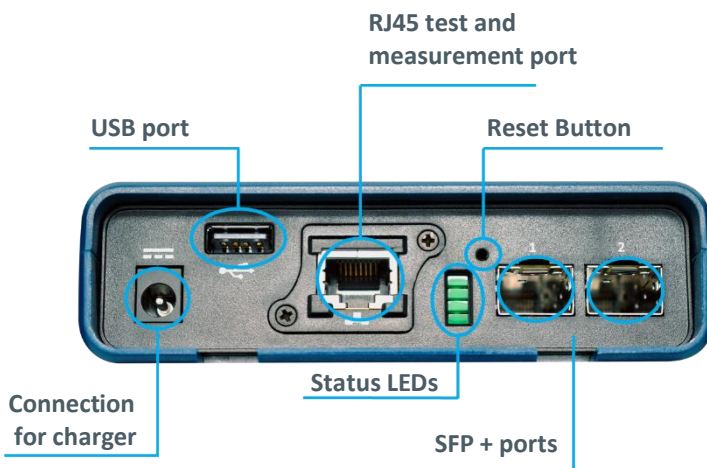 RJ45 test and
measurement port
USB port
Reset Button
1
2
Status LEDs
Connection
for charger
SFP + ports